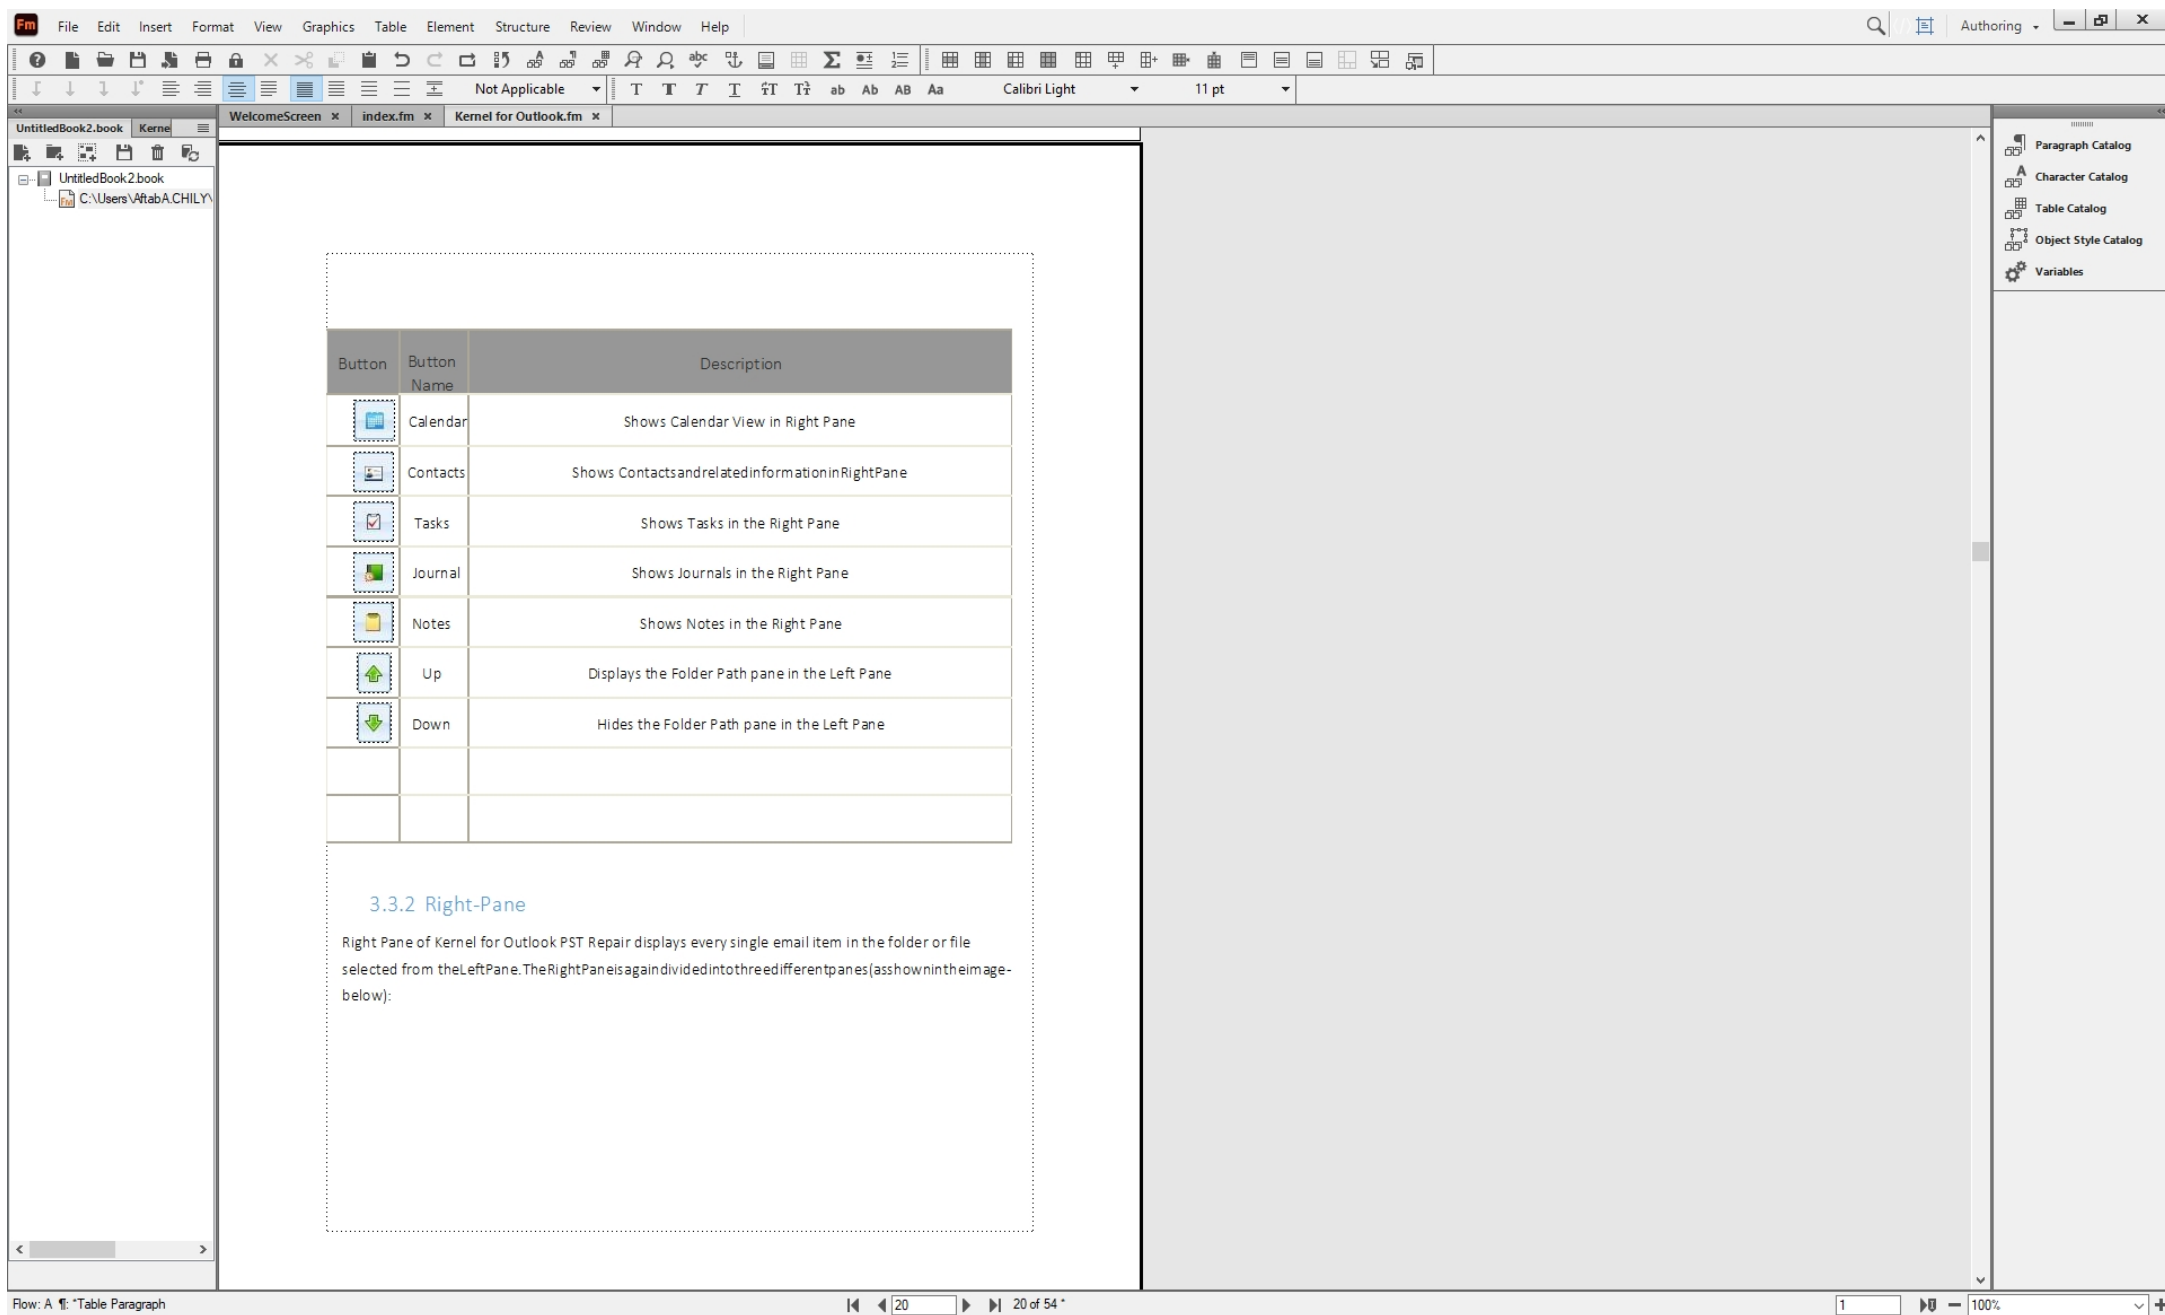 Fm File Edit Insert Format View Graphics Table Element Structure Review Window Help Authoring
Not Applicable T T T T T ab Ab AB Aa Calibri Light 11 pt
UntitledBook2.book Kerne WelcomeScreen × index.fm × Kernel for Outlook.fm ×
UntitledBook2.book
C:\Users\AftabA.CHILY\
Button Button Name Description
Calendar Shows Calendar View in Right Pane
Contacts Shows ContactsandrelatedinformationinRightPane
Tasks Shows Tasks in the Right Pane
Journal Shows Journals in the Right Pane
Notes Shows Notes in the Right Pane
Up Displays the Folder Path pane in the Left Pane
Down Hides the Folder Path pane in the Left Pane
3.3.2 Right-Pane
Right Pane of Kernel for Outlook PST Repair displays every single email item in the folder or file
selected from theLeftPane.TheRightPaneisagaindividedintothreedifferentpanes(asshownintheimage-
below):
Paragraph Catalog
Character Catalog
Table Catalog
Object Style Catalog
Variables
Flow: A ¶: *Table Paragraph 20 20 of 54 * 1 100%